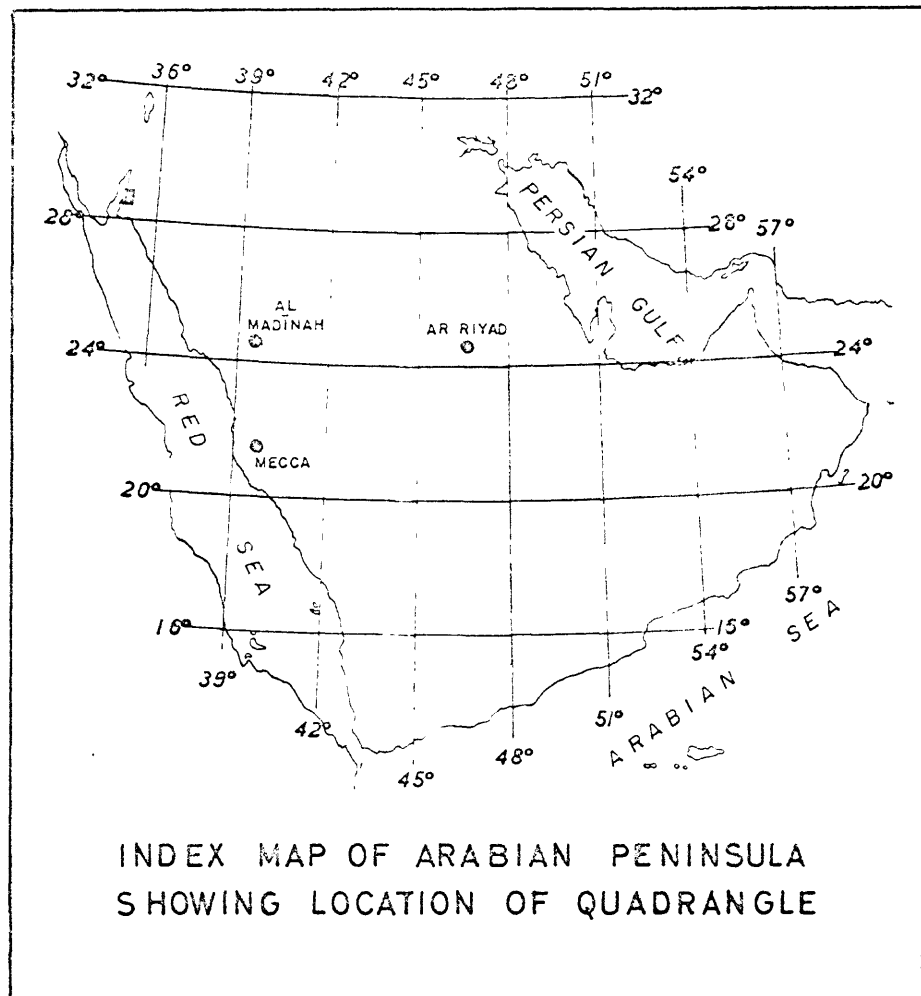 36° 39° 42° 45° 48° 51°
32° 32°
54°
28° 28° 57°
PERSIAN GULF
AL
MADĪNAH
AR RIYAD
24° 24°
RED SEA
MECCA
20° 20°
57°
16° 15°
54°
39°
42° 51°
45° 48°
ARABIAN SEA
INDEX MAP OF ARABIAN PENINSULA
SHOWING LOCATION OF QUADRANGLE